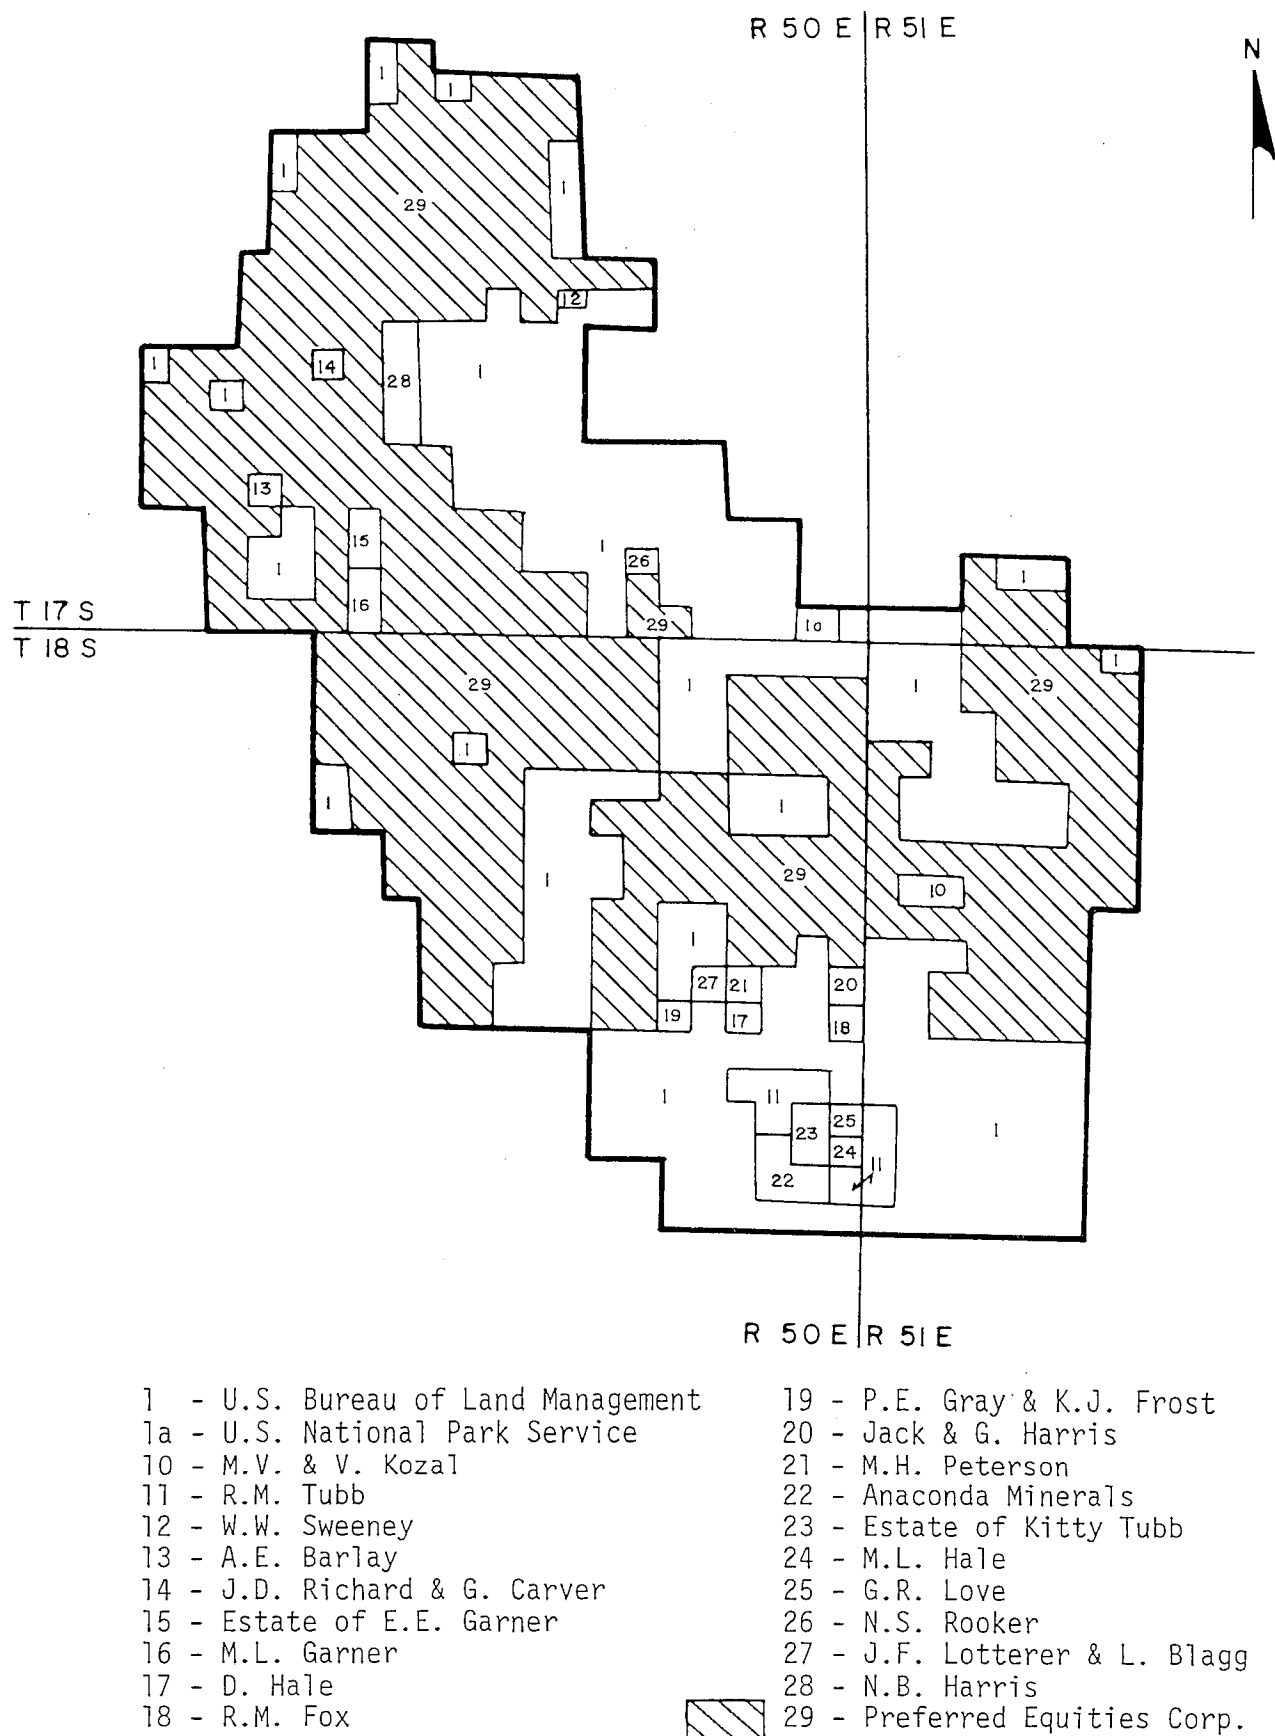 R 50 E R 51 E
N
1
1
1
1
29
12
1
14
28
1
1
13
15
1
26
1
1
16
29
1a
T 17 S
T 18 S
1
29
1
1
29
1
1
1
29
1
10
1
27
21
20
19
17
18
1
11
25
1
23
24
11
22
R 50 E R 51 E
1 - U.S. Bureau of Land Management
1a - U.S. National Park Service
10 - M.V. & V. Kozal
11 - R.M. Tubb
12 - W.W. Sweeney
13 - A.E. Barlay
14 - J.D. Richard & G. Carver
15 - Estate of E.E. Garner
16 - M.L. Garner
17 - D. Hale
18 - R.M. Fox
19 - P.E. Gray & K.J. Frost
20 - Jack & G. Harris
21 - M.H. Peterson
22 - Anaconda Minerals
23 - Estate of Kitty Tubb
24 - M.L. Hale
25 - G.R. Love
26 - N.S. Rooker
27 - J.F. Lotterer & L. Blagg
28 - N.B. Harris
29 - Preferred Equities Corp.